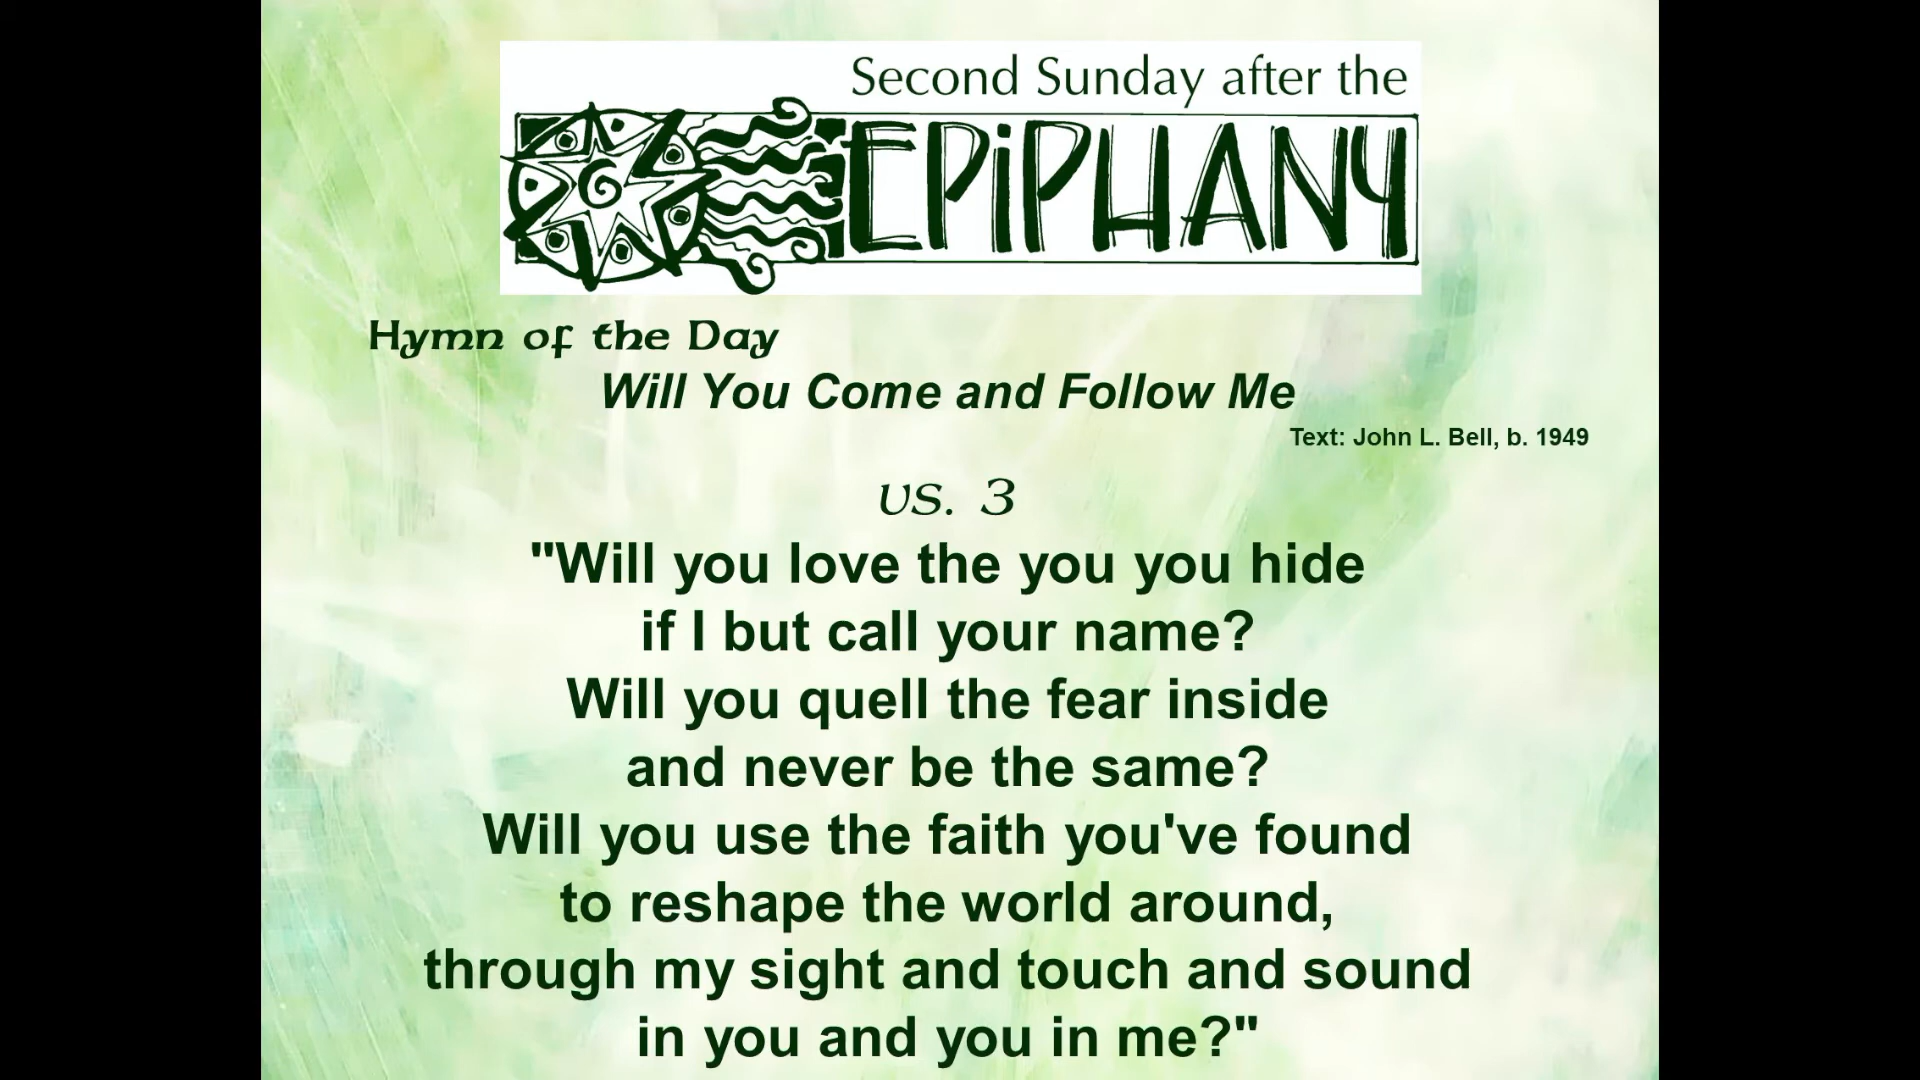 Second Sunday after the
EPiPHANY
Hymn of the Day
Will You Come and Follow Me
Text: John L. Bell, b. 1949
vs. 3
"Will you love the you you hide
if I but call your name?
Will you quell the fear inside
and never be the same?
Will you use the faith you've found
to reshape the world around,
through my sight and touch and sound
in you and you in me?"